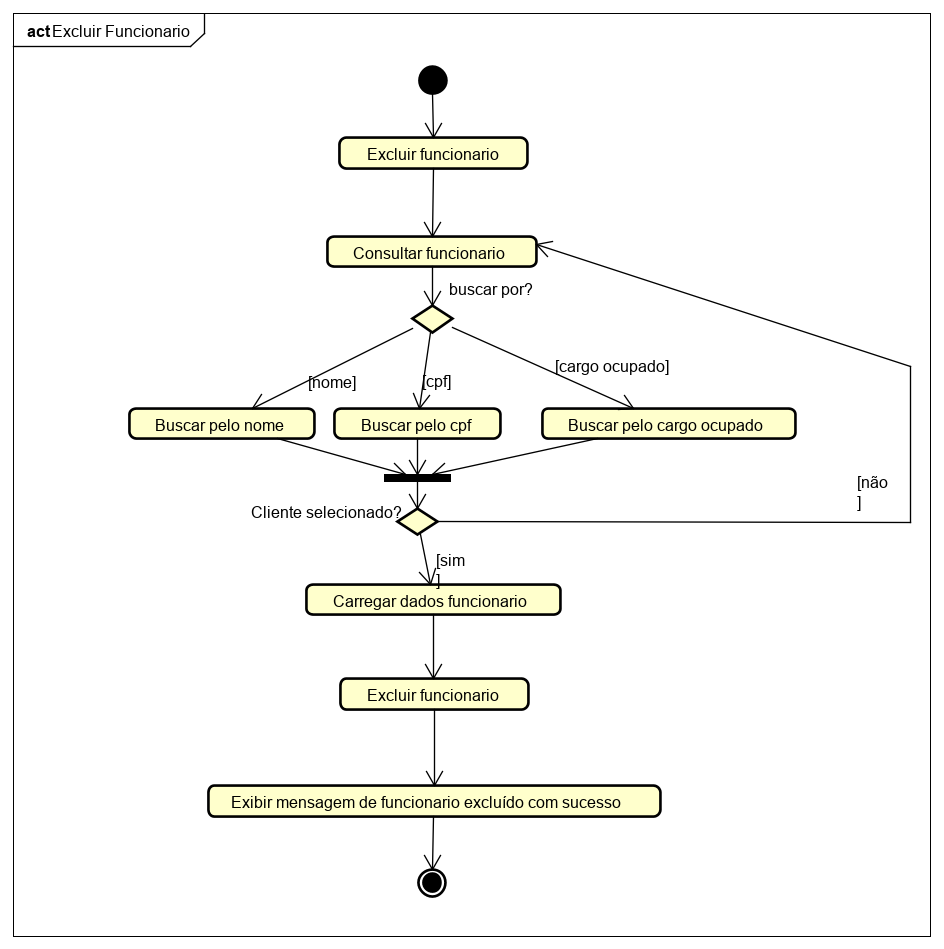 act Excluir Funcionario
Excluir funcionario
Consultar funcionario
buscar por?
[nome]
[cpf]
[cargo ocupado]
Buscar pelo nome
Buscar pelo cpf
Buscar pelo cargo ocupado
[não
]
Cliente selecionado?
[sim
]
Carregar dados funcionario
Excluir funcionario
Exibir mensagem de funcionario excluído com sucesso